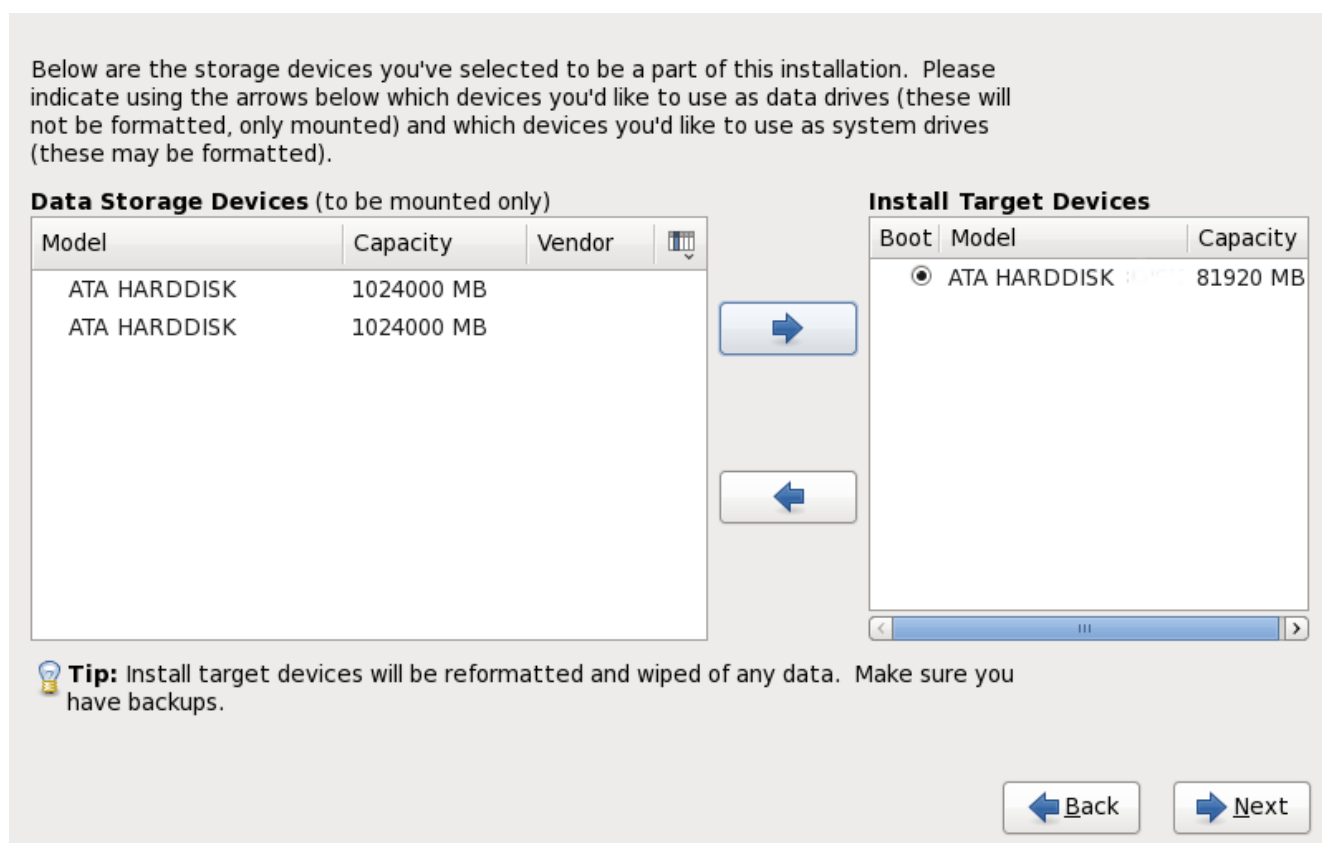 Below are the storage devices you've selected to be a part of this installation.  Please
indicate using the arrows below which devices you'd like to use as data drives (these will
not be formatted, only mounted) and which devices you'd like to use as system drives
(these may be formatted).
Data Storage Devices (to be mounted only)
Model Capacity Vendor
ATA HARDDISK 1024000 MB
ATA HARDDISK 1024000 MB
Install Target Devices
Boot Model Capacity
ATA HARDDISK 81920 MB
Tip: Install target devices will be reformatted and wiped of any data.  Make sure you
have backups.
Back Next